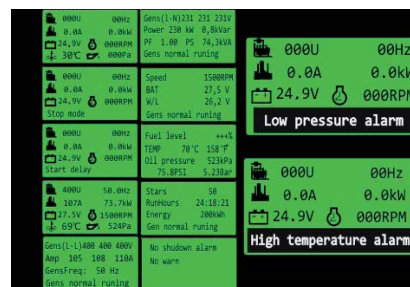 000U 00Hz
0.0A 0.0kW
24,9V 000RPM
30℃ 000Pa
000U 00Hz
0.0A 0.0kW
24,9V 000RPM
Stop mode
000U 00Hz
0.0A 0.0kW
24,9V 000RPM
Start delay
400U 50.0Hz
107A 73.7kW
27.5V 1500RPM
69℃ 524Pa
Gens(L-L)400 400 400V
Amp 105 108 110A
GensFreq: 50 Hz
Gens normal runing
Gens(1-N)231 231 231V
Power 230 kW 0,8kVar
PF 1.00 PS 74,3kVA
Gens normal runing
Speed 1500RPM
BAT 27,5 V
W/L 26,2 V
Gens normal runing
Fuel level +++%
TEMP 70℃ 158℉
Oil pressure 523kPa
75.8PSI 5.238ar
Stars 50
RunHours 24:18:21
Energy 200kWh
Gen normal runing
No shudown alarm
No warn
000U 00Hz
0.0A 0.0kW
24.9V 000RPM
Low pressure alarm
000U 00Hz
0.0A 0.0kW
24.9V 000RPM
High temperature alarm